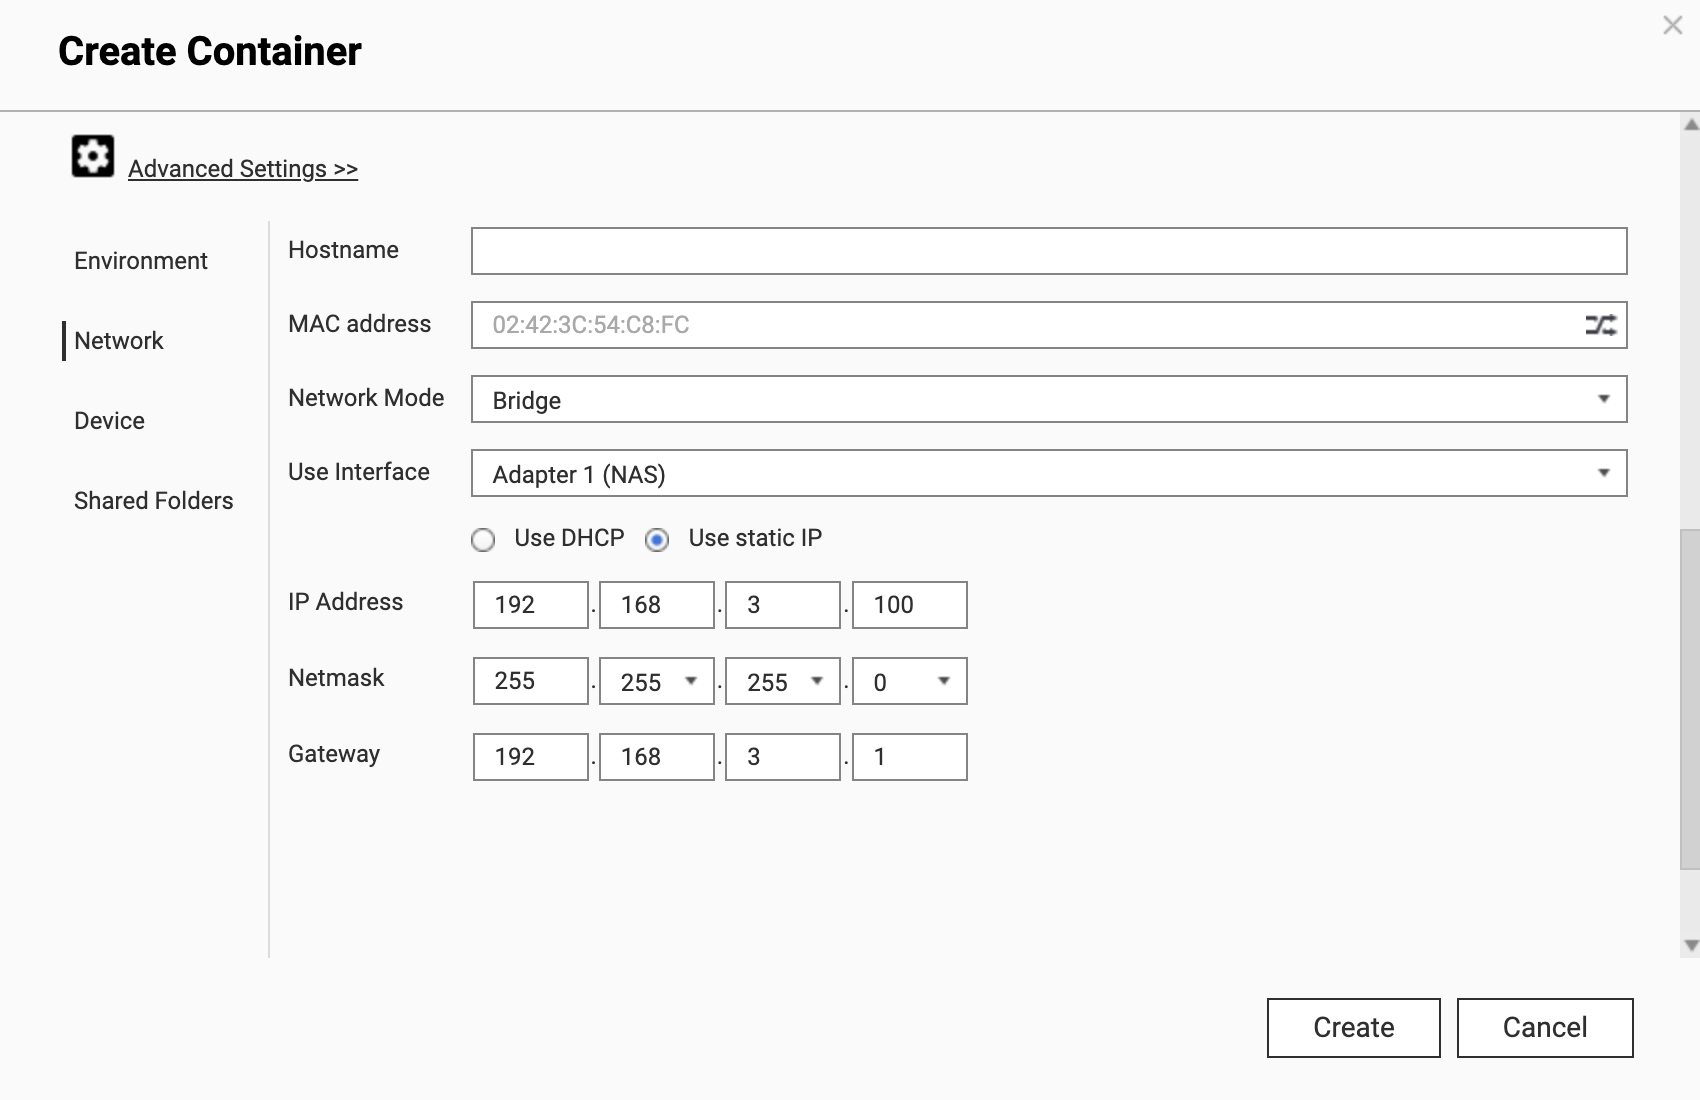 Create Container
Advanced Settings >>
Environment
Network
Device
Shared Folders
Hostname
MAC address 02:42:3C:54:C8:FC
Network Mode Bridge
Use Interface Adapter 1 (NAS)
Use DHCP Use static IP
IP Address 192 . 168 . 3 . 100
Netmask 255 . 255 . 255 . 0
Gateway 192 . 168 . 3 . 1
Create Cancel